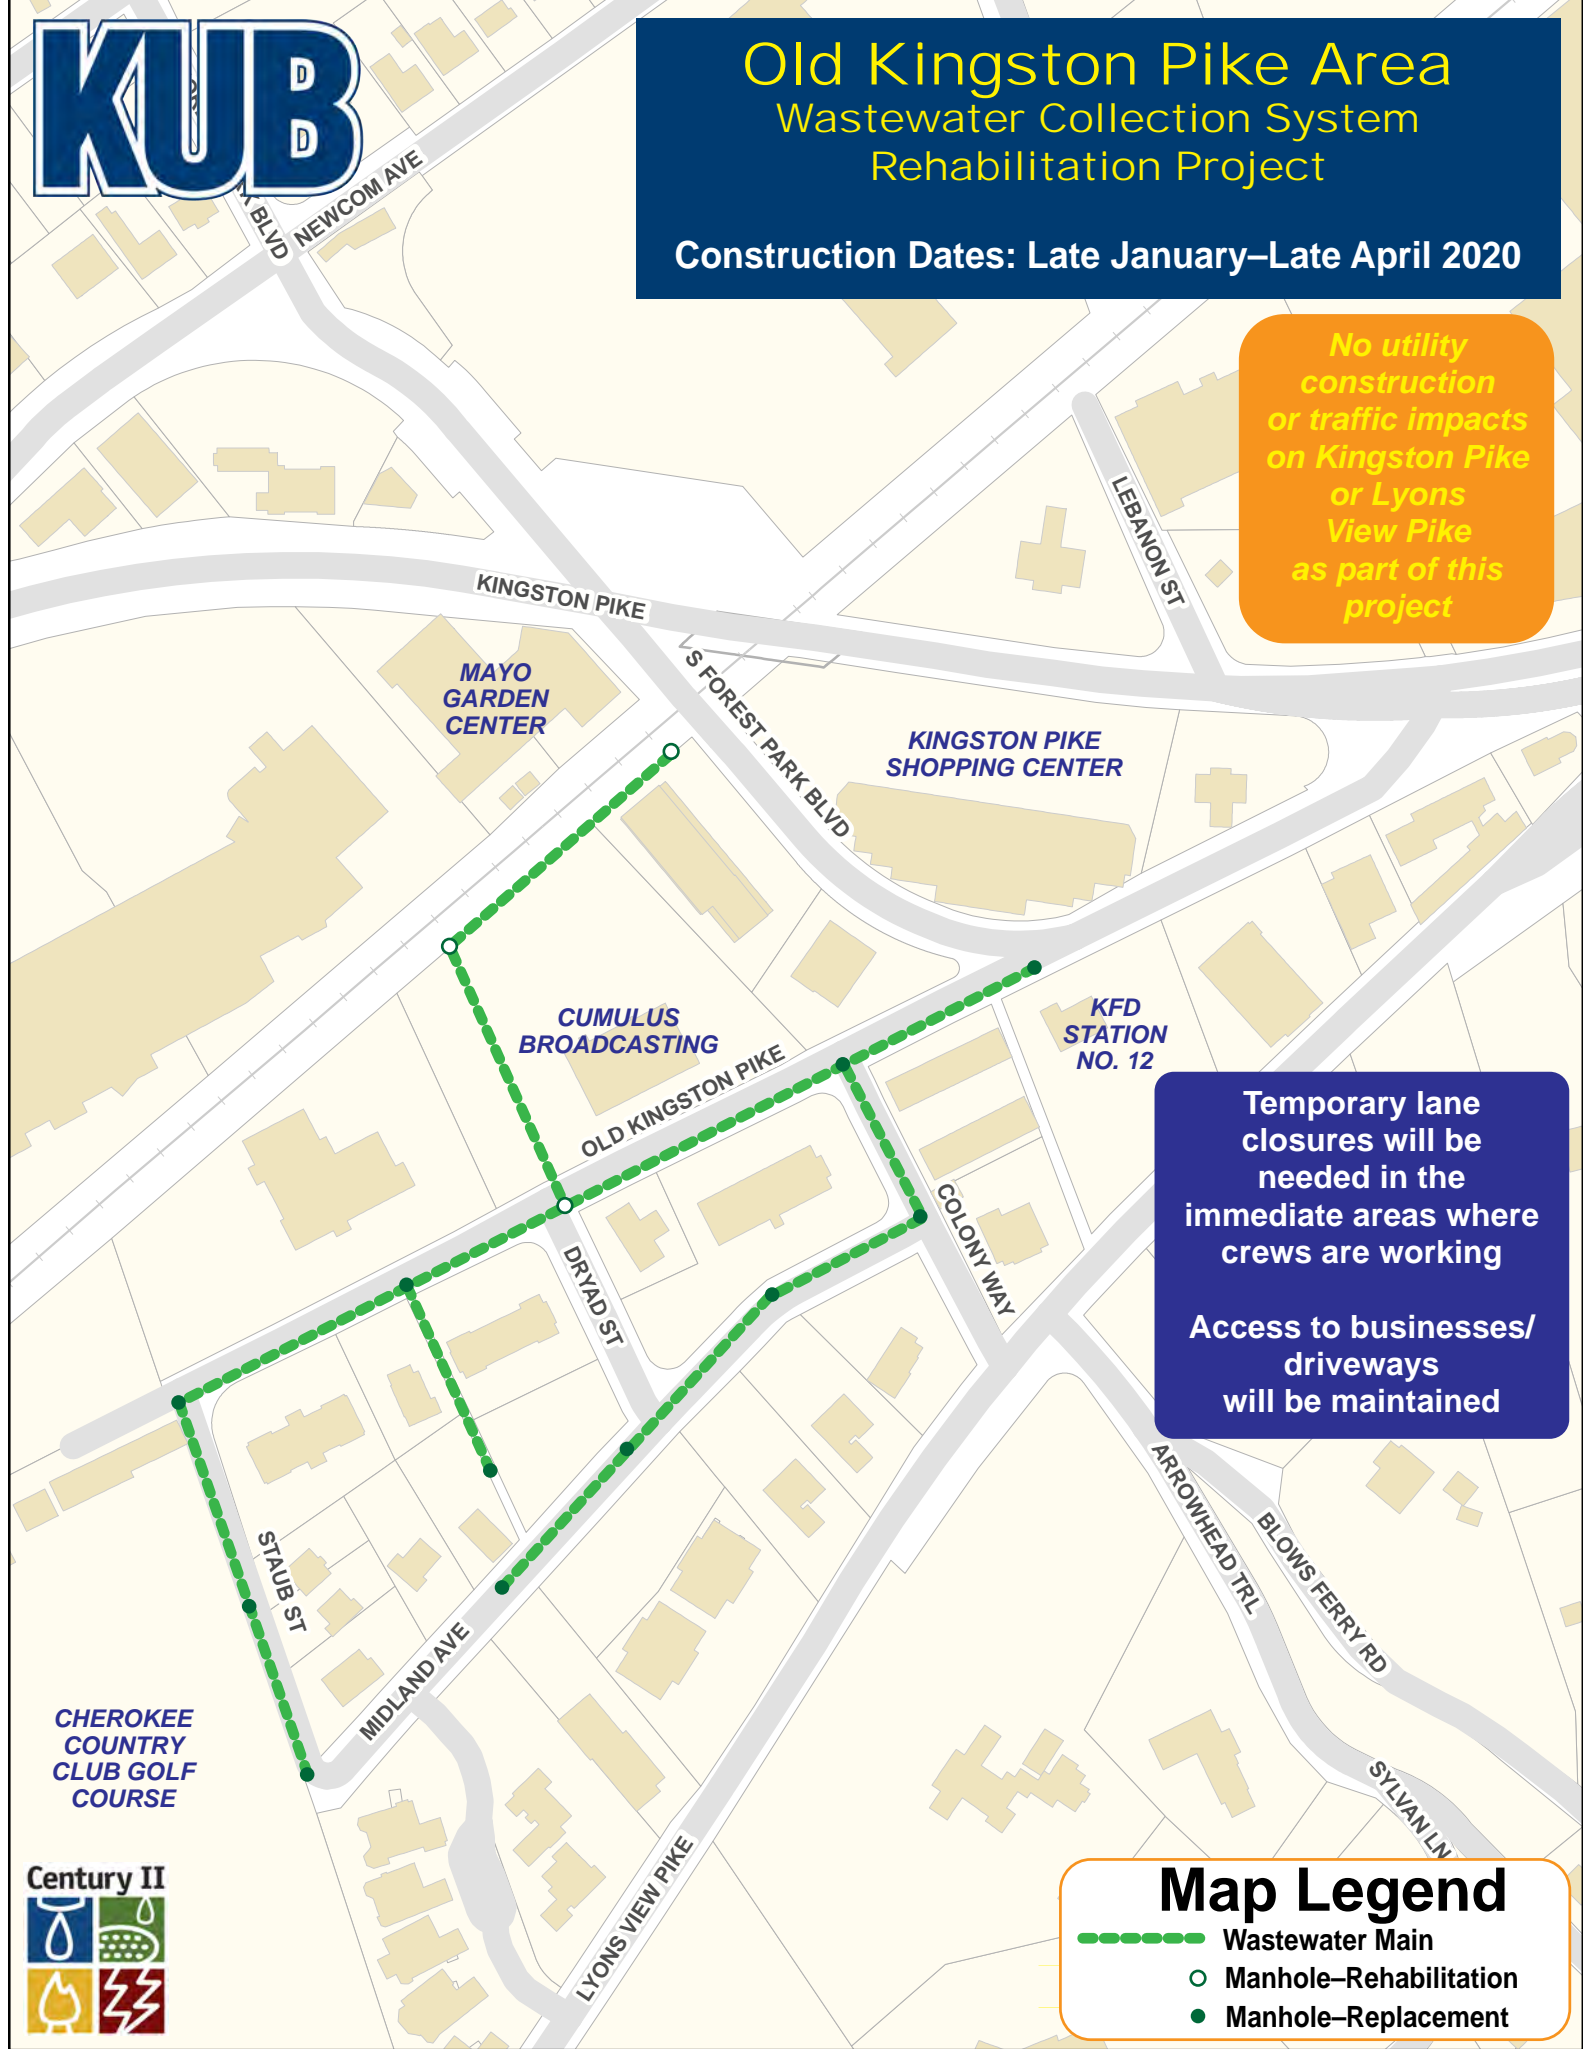 KUB
Old Kingston Pike Area
Wastewater Collection System
Rehabilitation Project
Construction Dates: Late January–Late April 2020
No utility
construction
or traffic impacts
on Kingston Pike
or Lyons
View Pike
as part of this
project
K BLVD
NEWCOM AVE
LEBANON ST
KINGSTON PIKE
MAYO
GARDEN
CENTER
S FOREST PARK BLVD
KINGSTON PIKE
SHOPPING CENTER
CUMULUS
BROADCASTING
KFD
STATION
NO. 12
OLD KINGSTON PIKE
Temporary lane
closures will be
needed in the
immediate areas where
crews are working
Access to businesses/
driveways
will be maintained
COLONY WAY
DRYAD ST
STAUB ST
ARROWHEAD TRL
BLOWS FERRY RD
MIDLAND AVE
CHEROKEE
COUNTRY
CLUB GOLF
COURSE
SYLVAN LN
LYONS VIEW PIKE
Century II
Map Legend
Wastewater Main
Manhole–Rehabilitation
Manhole–Replacement